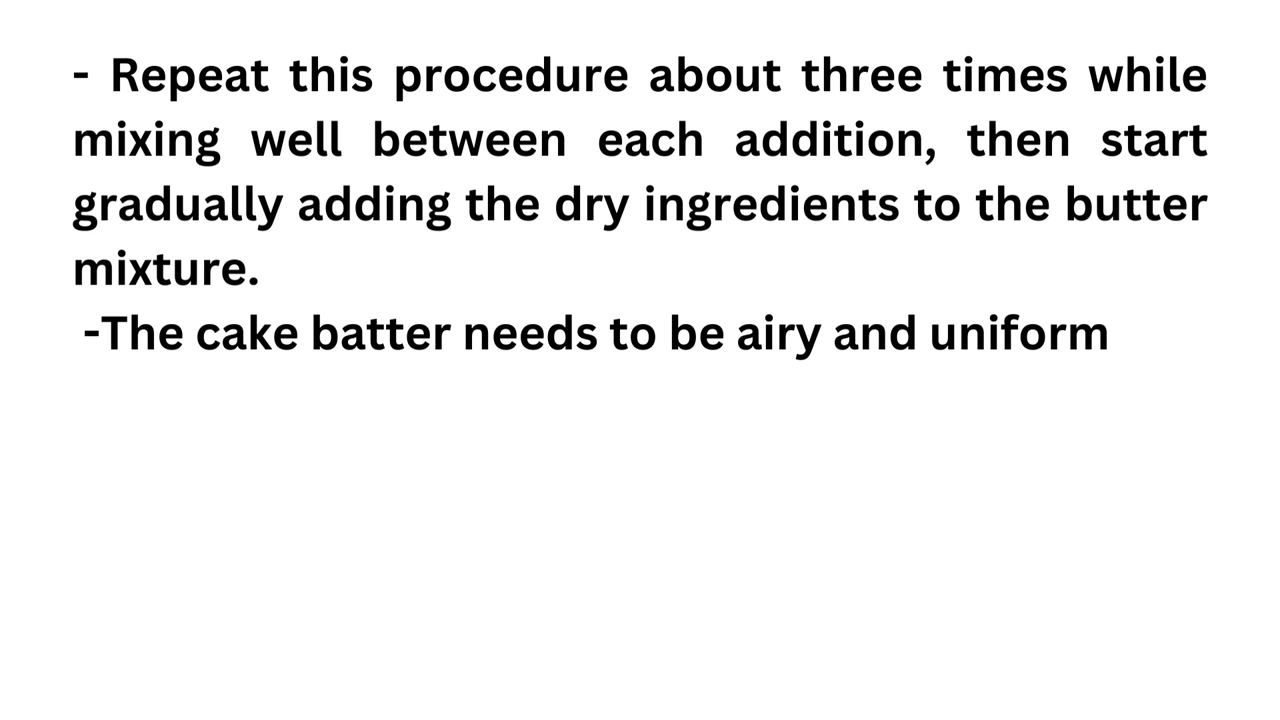 - Repeat this procedure about three times while
mixing well between each addition, then start
gradually adding the dry ingredients to the butter
mixture.
-The cake batter needs to be airy and uniform